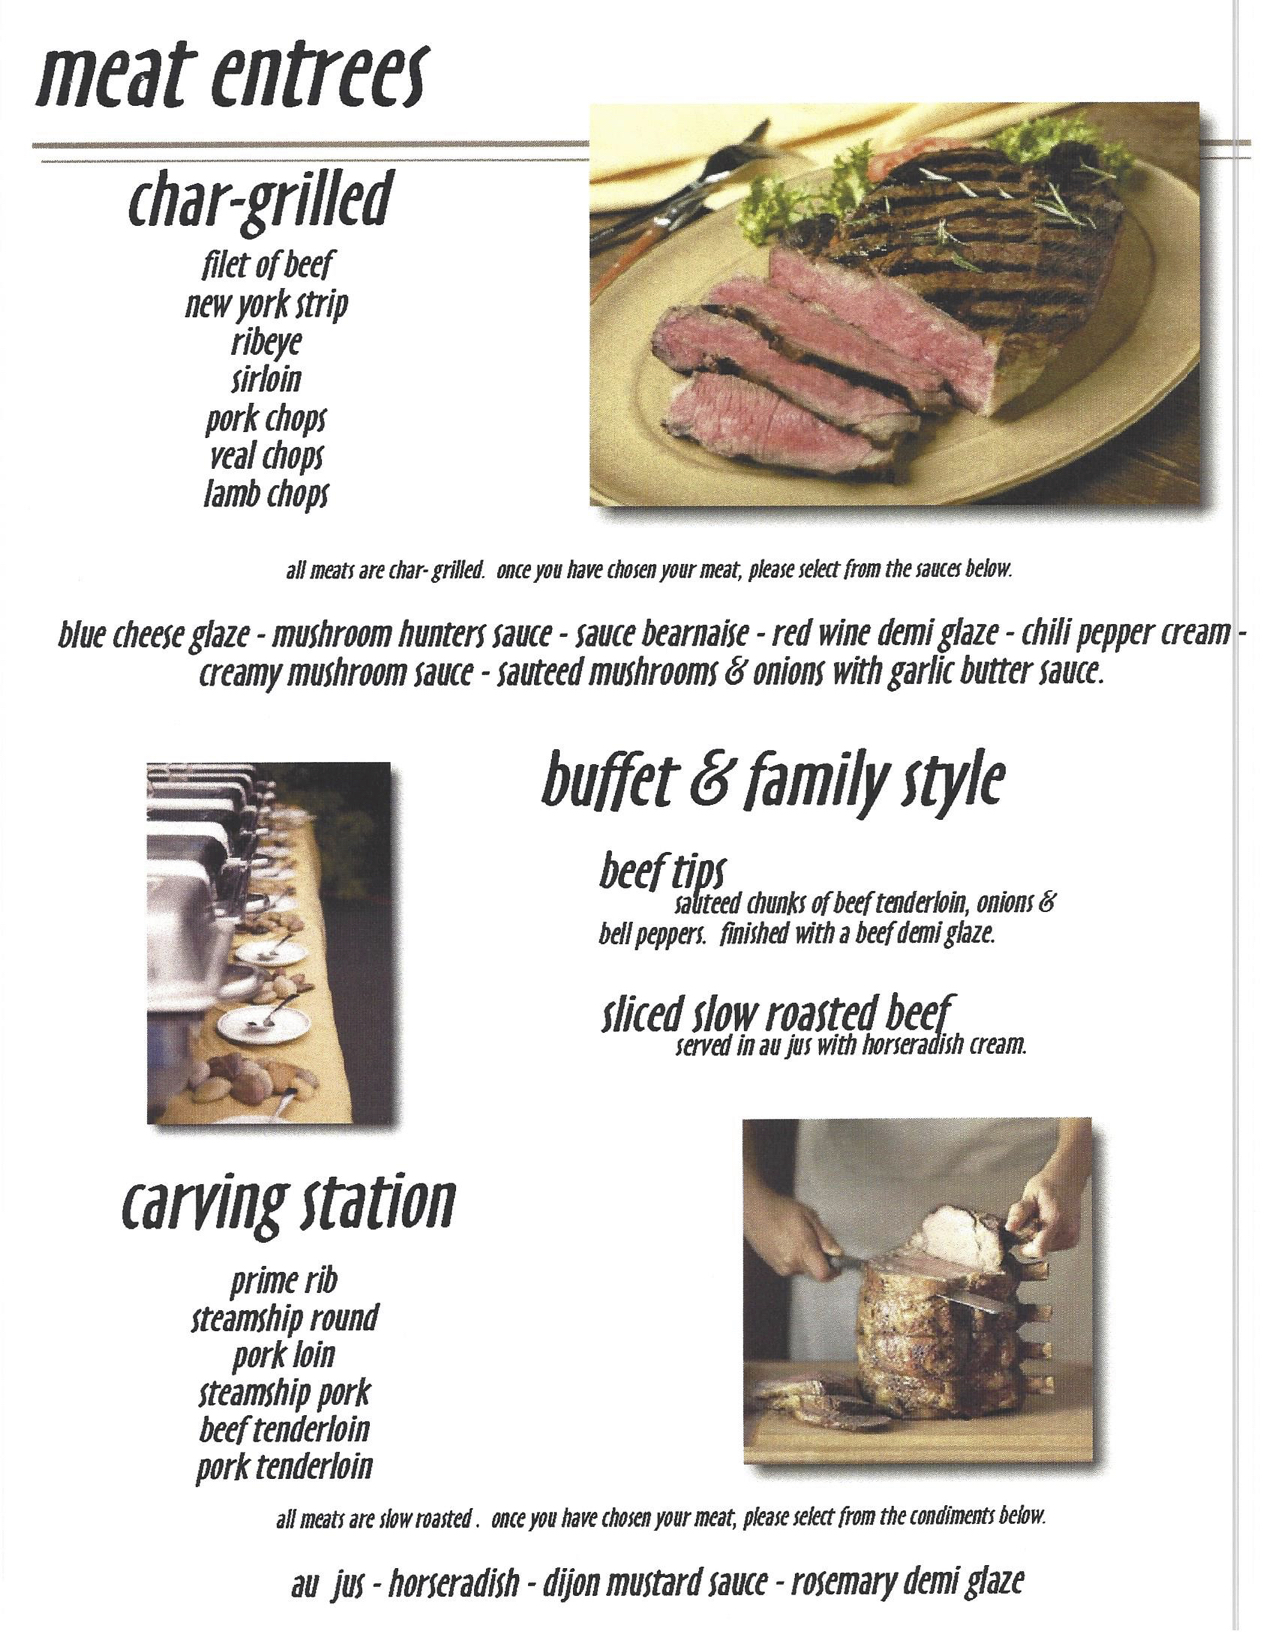 meat entrees
char-grilled
filet of beef
new york strip
ribeye
sirloin
pork chops
veal chops
lamb chops
all meats are char- grilled. once you have chosen your meat, please select from the sauces below.
blue cheese glaze - mushroom hunters sauce - sauce bearnaise - red wine demi glaze - chili pepper cream -
creamy mushroom sauce - sauteed mushrooms & onions with garlic butter sauce.
buffet & family style
beef tips
sauteed chunks of beef tenderloin, onions &
bell peppers. finished with a beef demi glaze.
sliced slow roasted beef
served in au jus with horseradish cream.
carving station
prime rib
steamship round
pork loin
steamship pork
beef tenderloin
pork tenderloin
all meats are slow roasted . once you have chosen your meat, please select from the condiments below.
au jus - horseradish - dijon mustard sauce - rosemary demi glaze